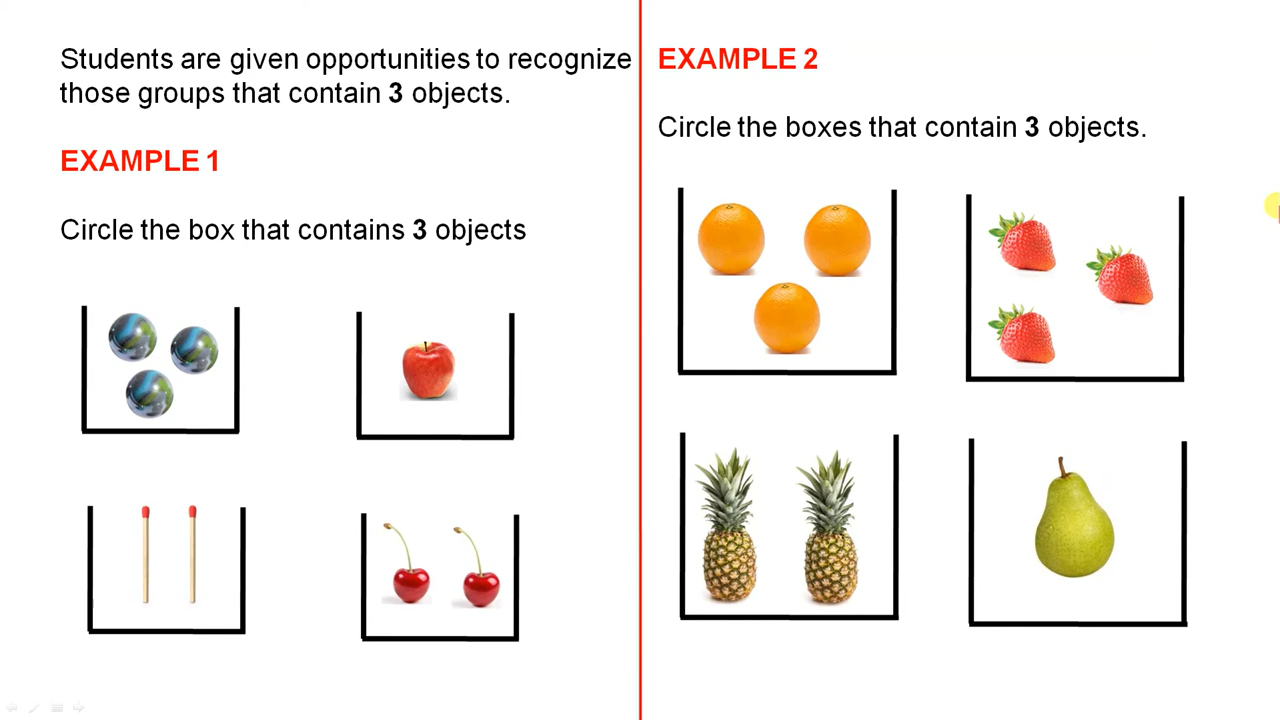 Students are given opportunities to recognize
those groups that contain 3 objects.
EXAMPLE 1
Circle the box that contains 3 objects
EXAMPLE 2
Circle the boxes that contain 3 objects.